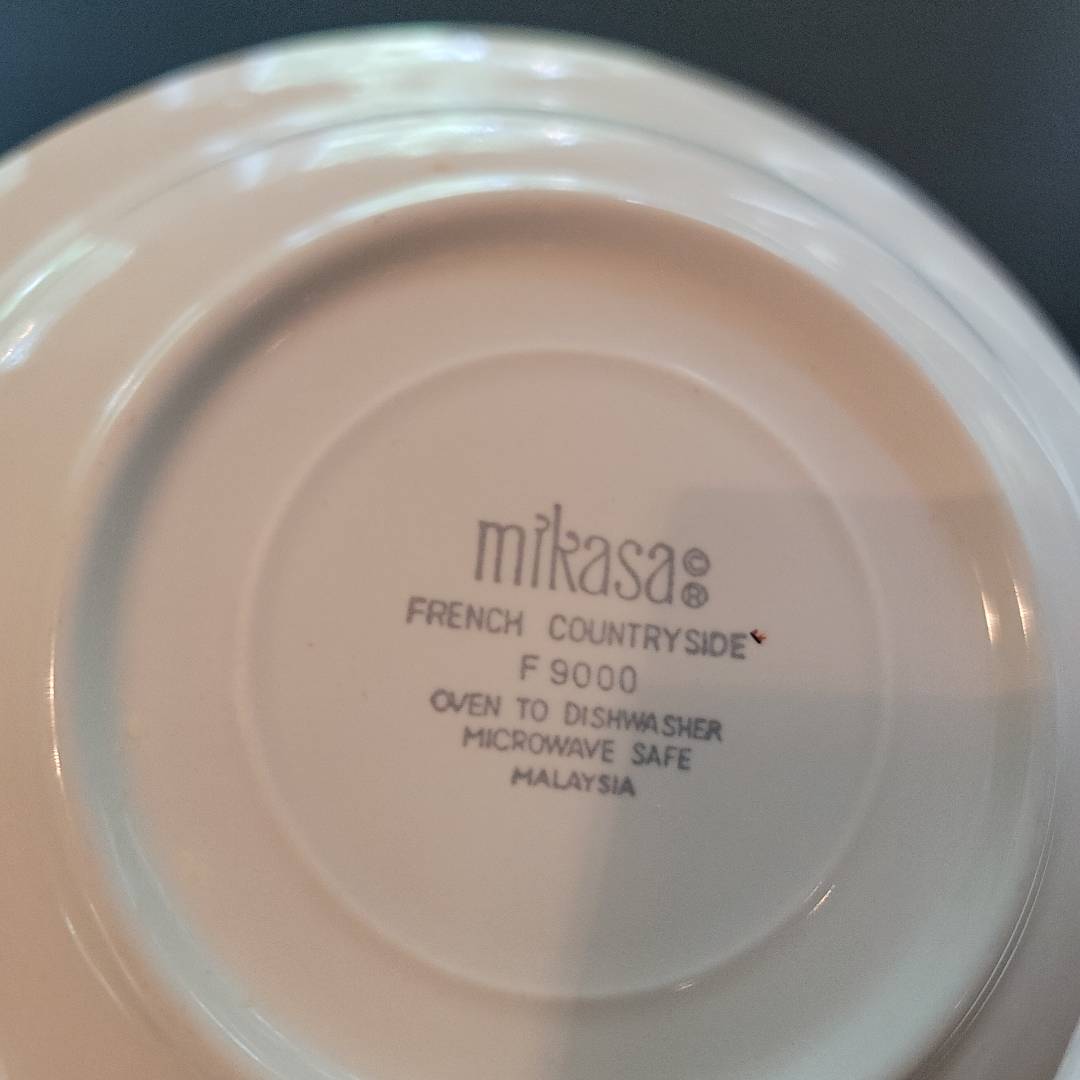 mikasa©®
FRENCH COUNTRYSIDE
F 9000
OVEN TO DISHWASHER
MICROWAVE SAFE
MALAYSIA